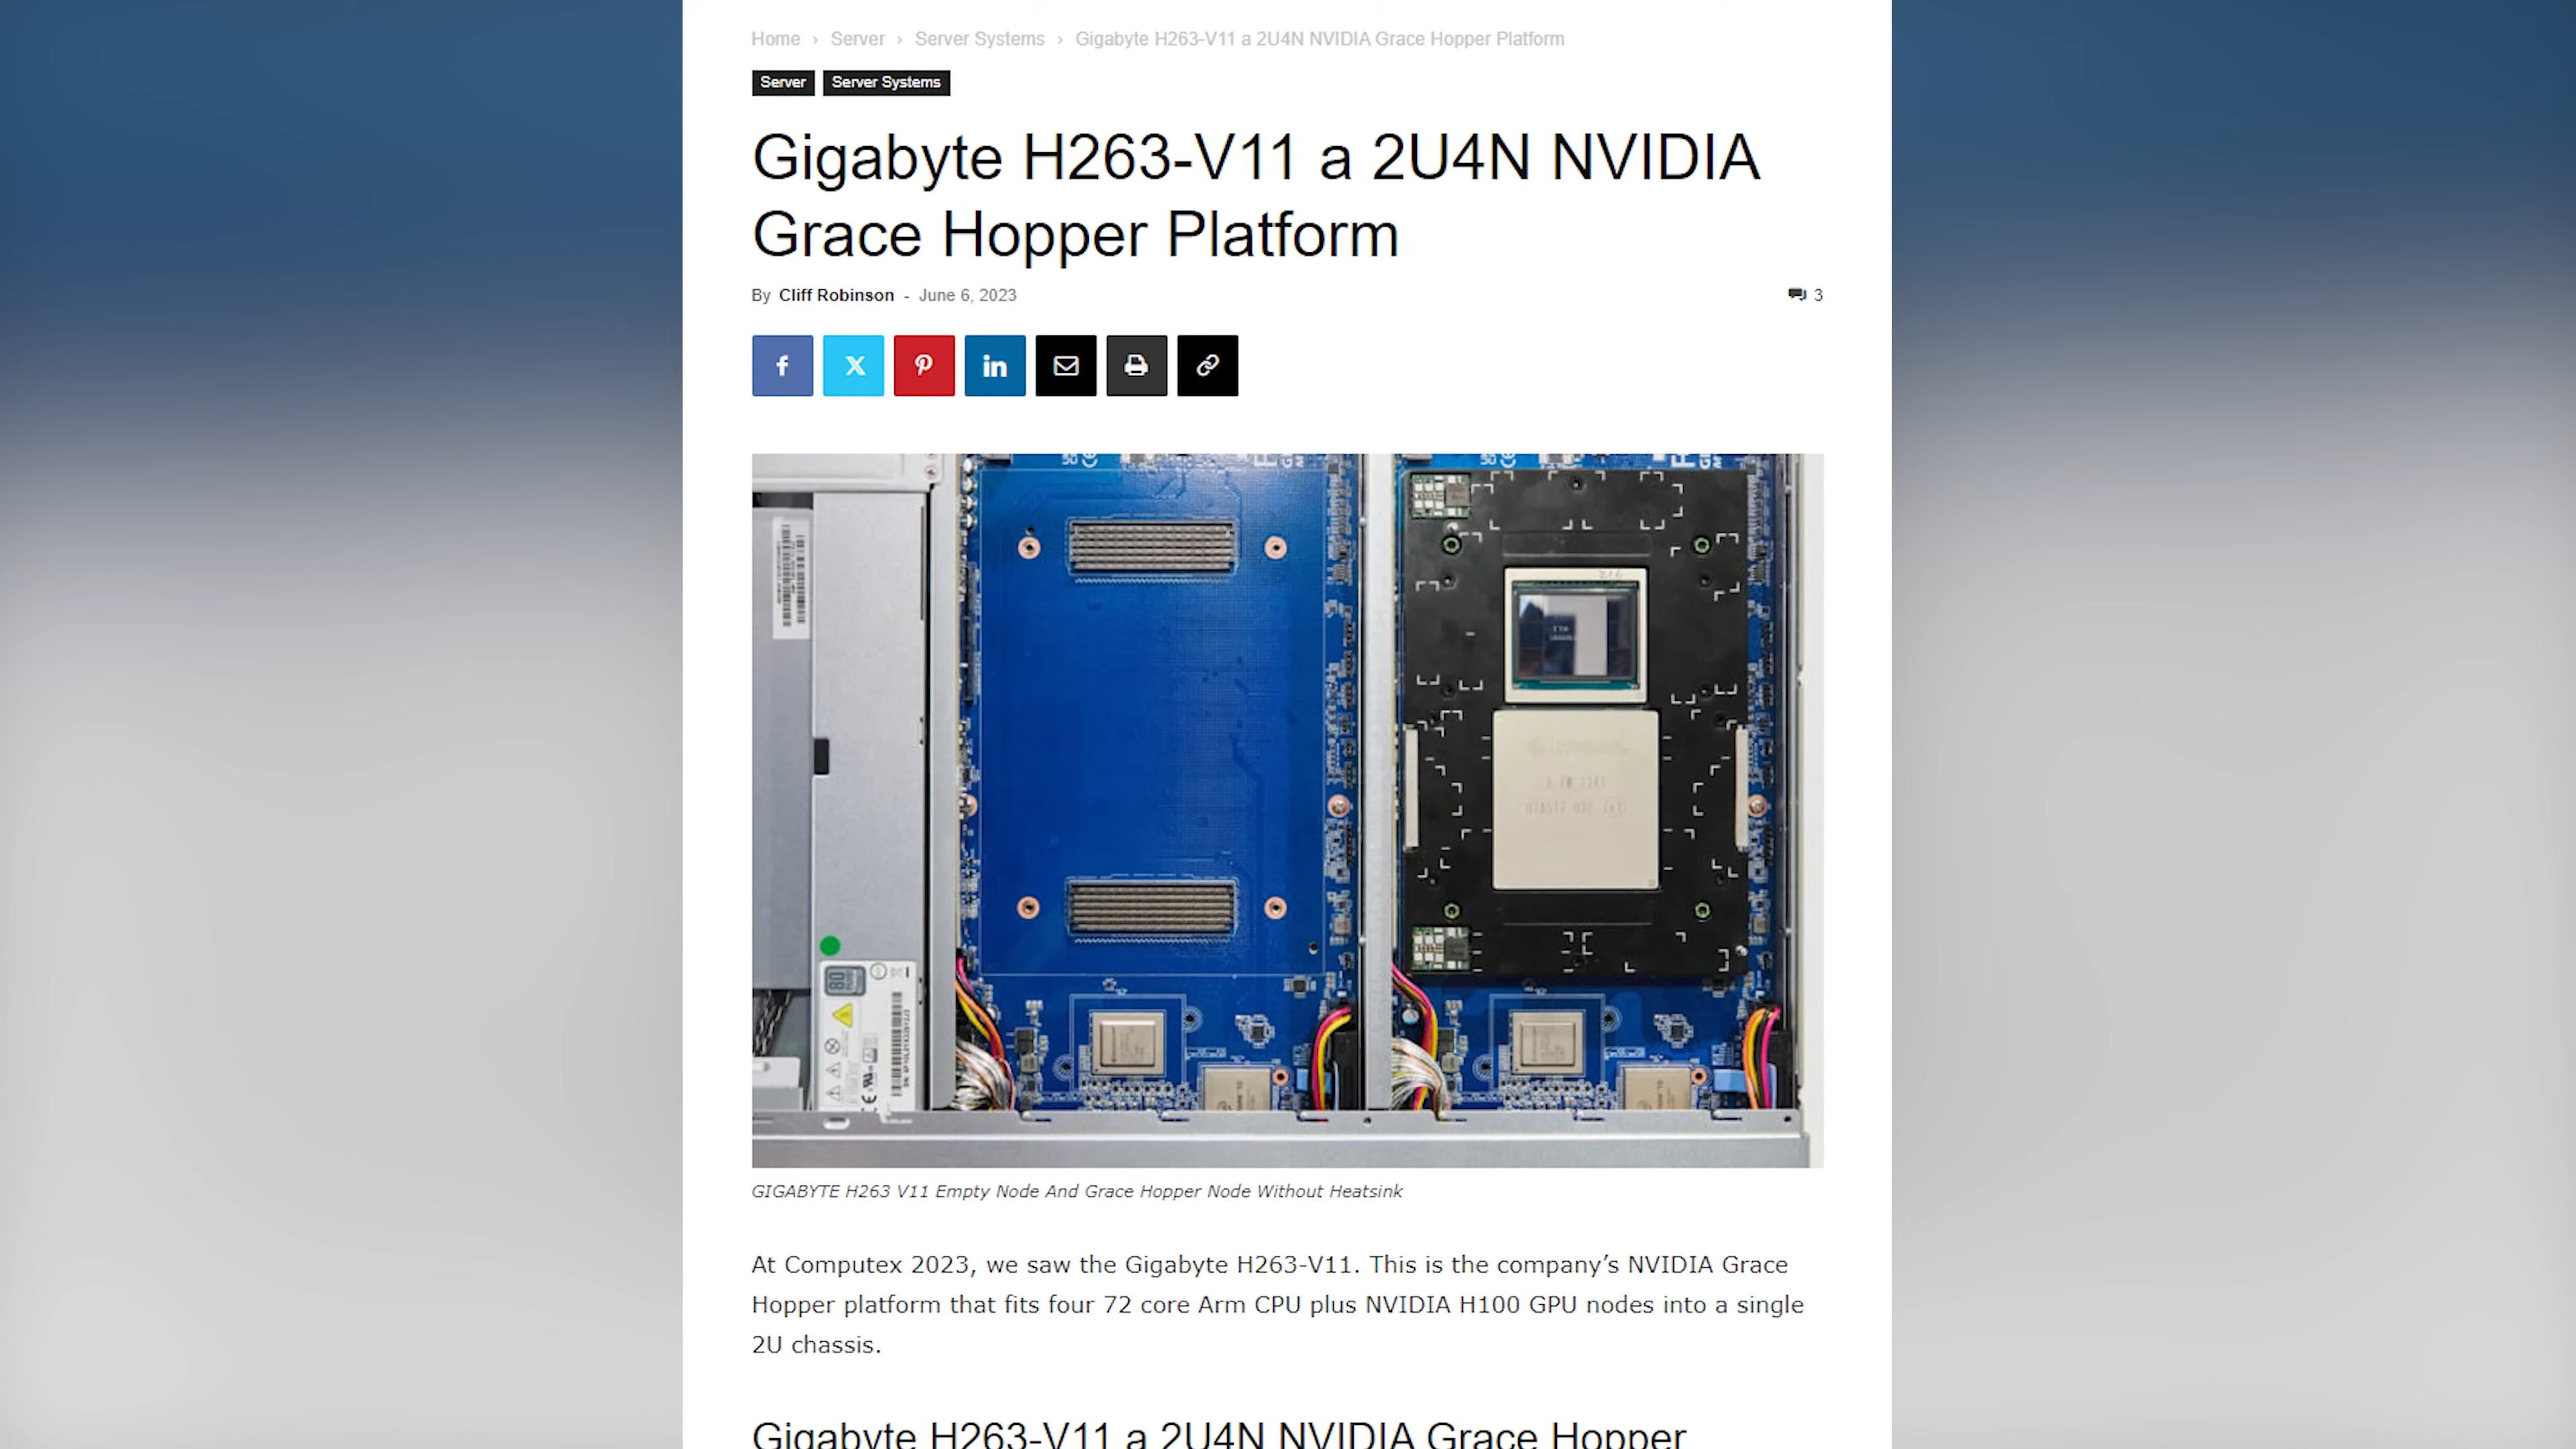 Home › Server › Server Systems › Gigabyte H263-V11 a 2U4N NVIDIA Grace Hopper Platform
Server Server Systems
Gigabyte H263-V11 a 2U4N NVIDIA
Grace Hopper Platform
By Cliff Robinson - June 6, 2023 3
GIGABYTE H263 V11 Empty Node And Grace Hopper Node Without Heatsink
At Computex 2023, we saw the Gigabyte H263-V11. This is the company’s NVIDIA Grace
Hopper platform that fits four 72 core Arm CPU plus NVIDIA H100 GPU nodes into a single
2U chassis.
Gigabyte H263-V11 a 2U4N NVIDIA Grace Hopper